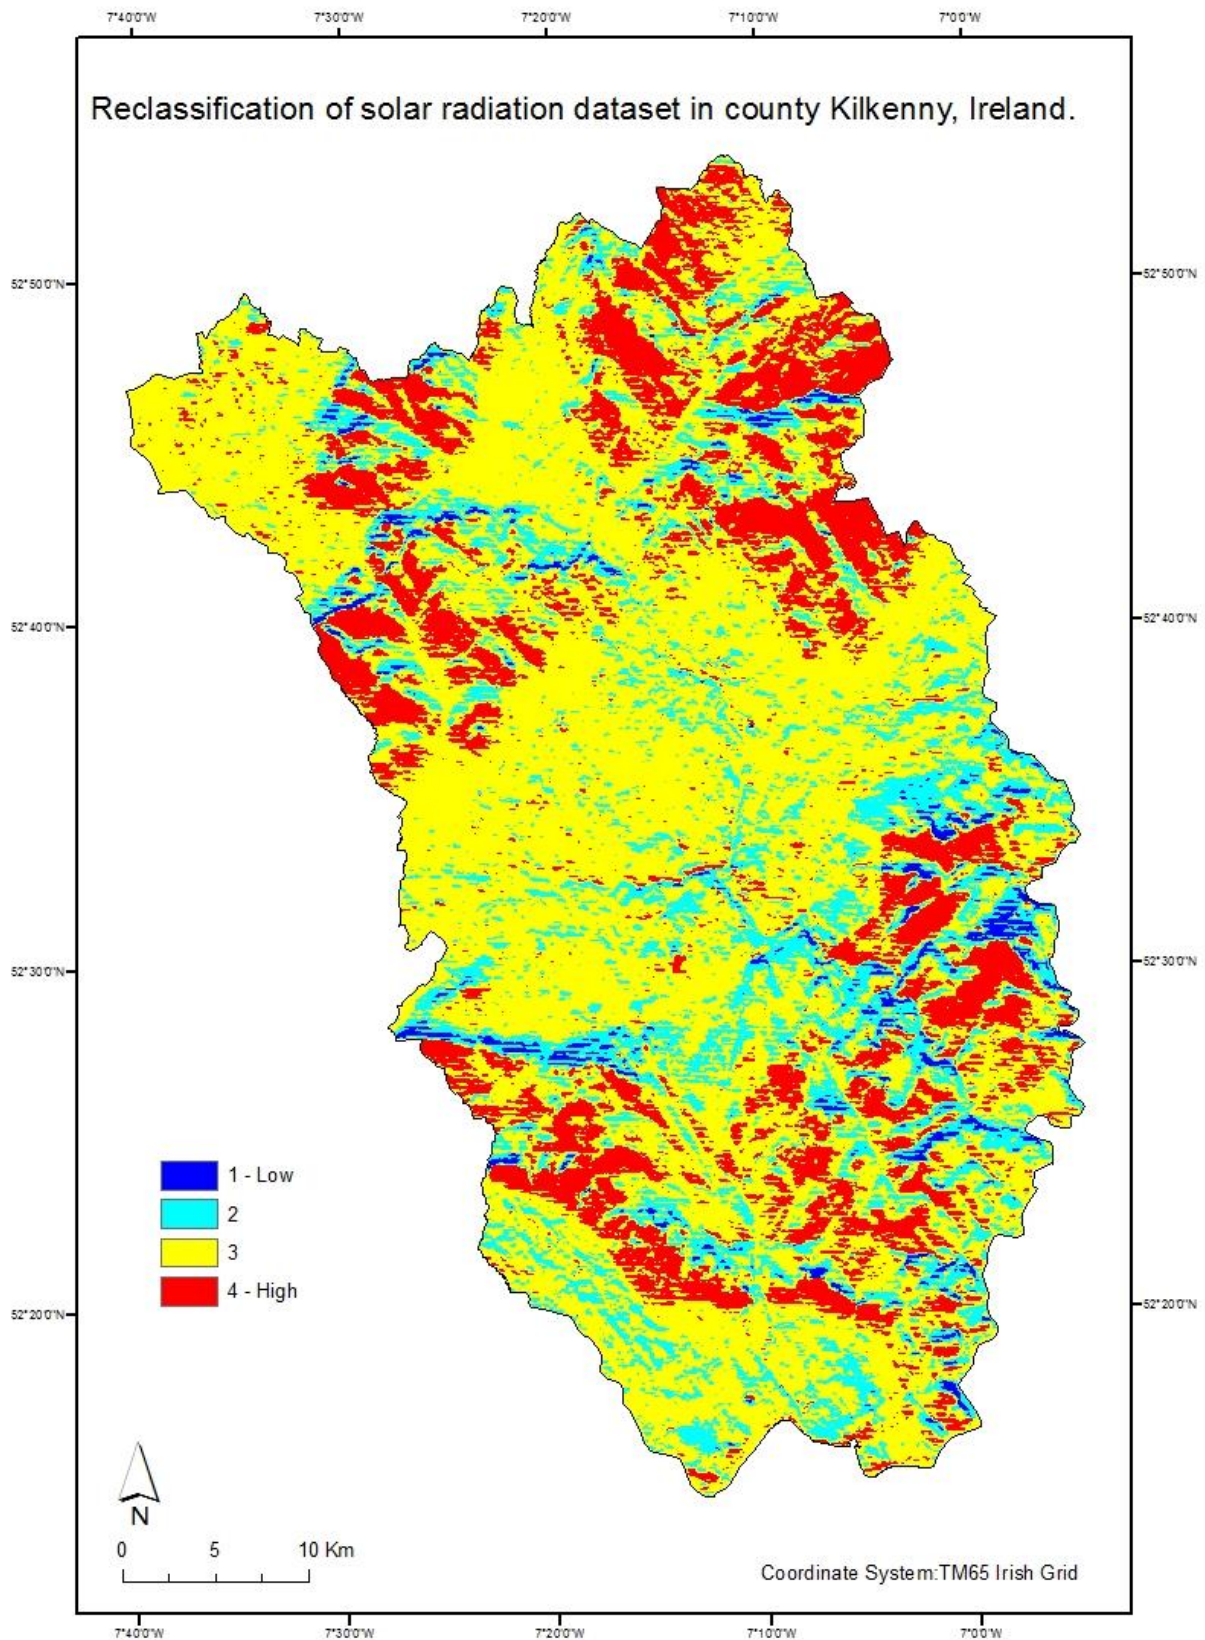 7°40'0"W 7°30'0"W 7°20'0"W 7°10'0"W 7°0'0"W
Reclassification of solar radiation dataset in county Kilkenny, Ireland.
52°50'0"N 52°50'0"N
52°40'0"N 52°40'0"N
52°30'0"N 52°30'0"N
1 - Low
2
3
4 - High
52°20'0"N 52°20'0"N
N
0 5 10 Km
Coordinate System:TM65 Irish Grid
7°40'0"W 7°30'0"W 7°20'0"W 7°10'0"W 7°0'0"W